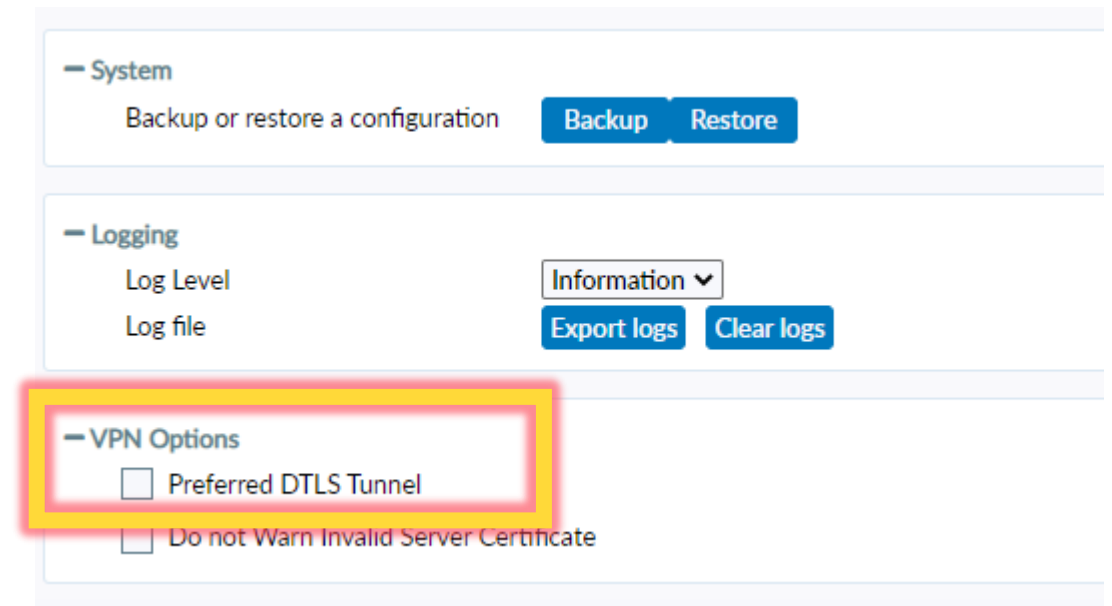 System
Backup or restore a configuration Backup Restore
Logging
Log Level Information
Log file Export logs Clear logs
VPN Options
Preferred DTLS Tunnel
Do not Warn Invalid Server Certificate